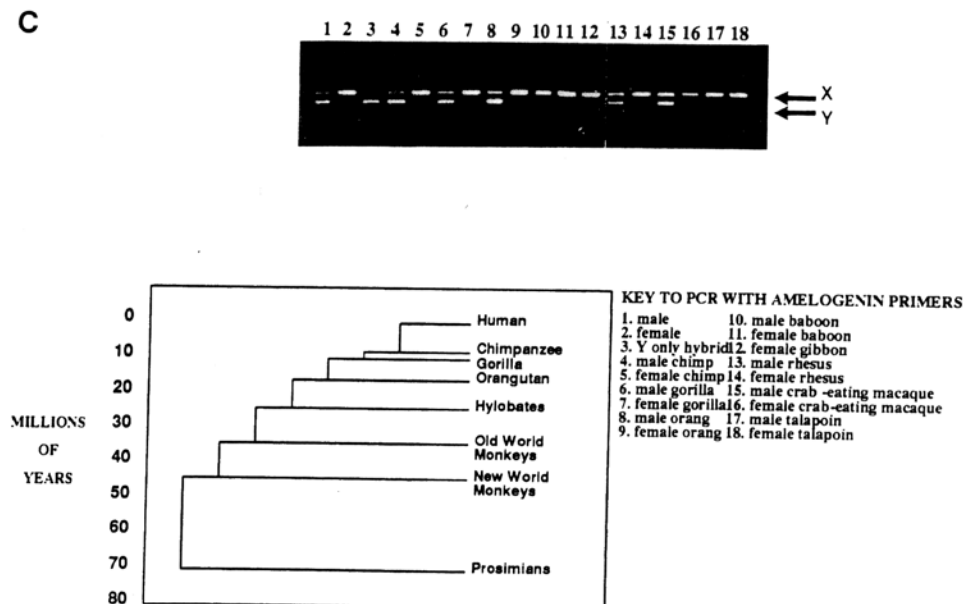 C
1 2 3 4 5 6 7 8 9 10 11 12 13 14 15 16 17 18
X
Y
MILLIONS
OF
YEARS
0
10
20
30
40
50
60
70
80
Human
Chimpanzee
Gorilla
Orangutan
Hylobates
Old World
Monkeys
New World
Monkeys
Prosimians
KEY TO PCR WITH AMELOGENIN PRIMERS
1. male 10. male baboon
2. female 11. female baboon
3. Y only hybrid12. female gibbon
4. male chimp 13. male rhesus
5. female chimp 14. female rhesus
6. male gorilla 15. male crab -eating macaque
7. female gorilla16. female crab-eating macaque
8. male orang 17. male talapoin
9. female orang 18. female talapoin